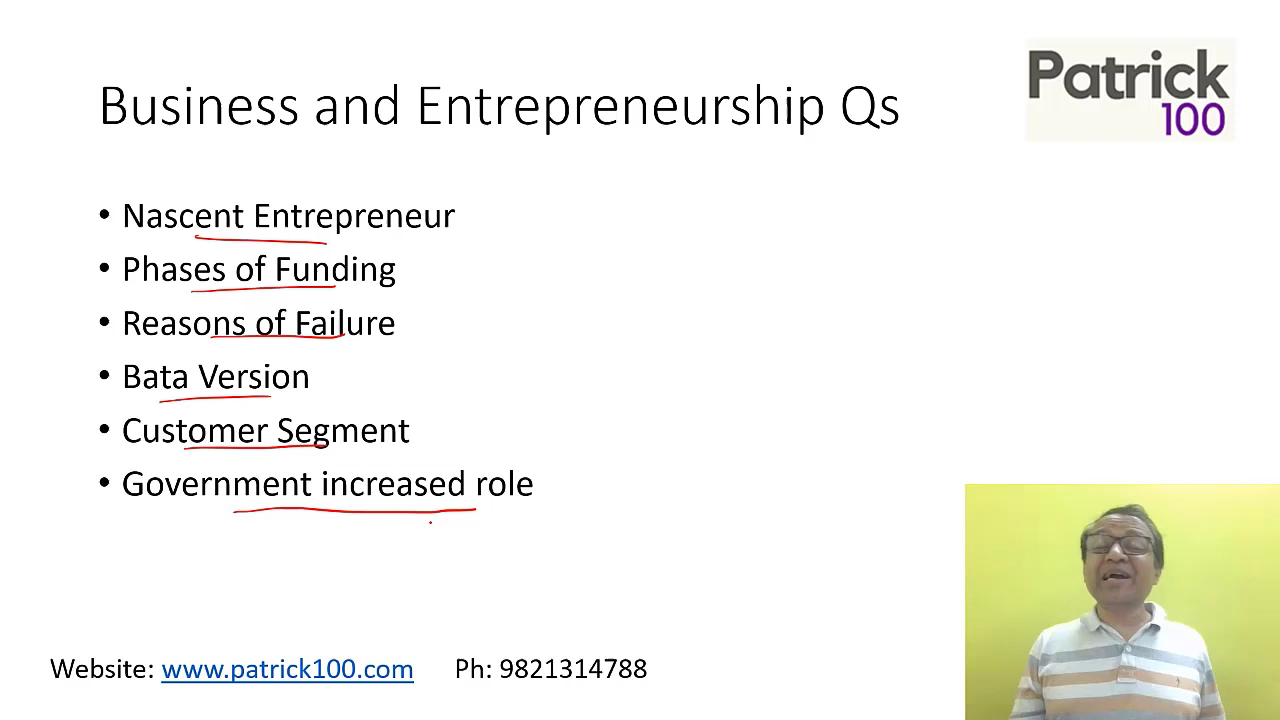 Patrick
100
Business and Entrepreneurship Qs
• Nascent Entrepreneur
• Phases of Funding
• Reasons of Failure
• Bata Version
• Customer Segment
• Government increased role
Website: www.patrick100.com Ph: 9821314788